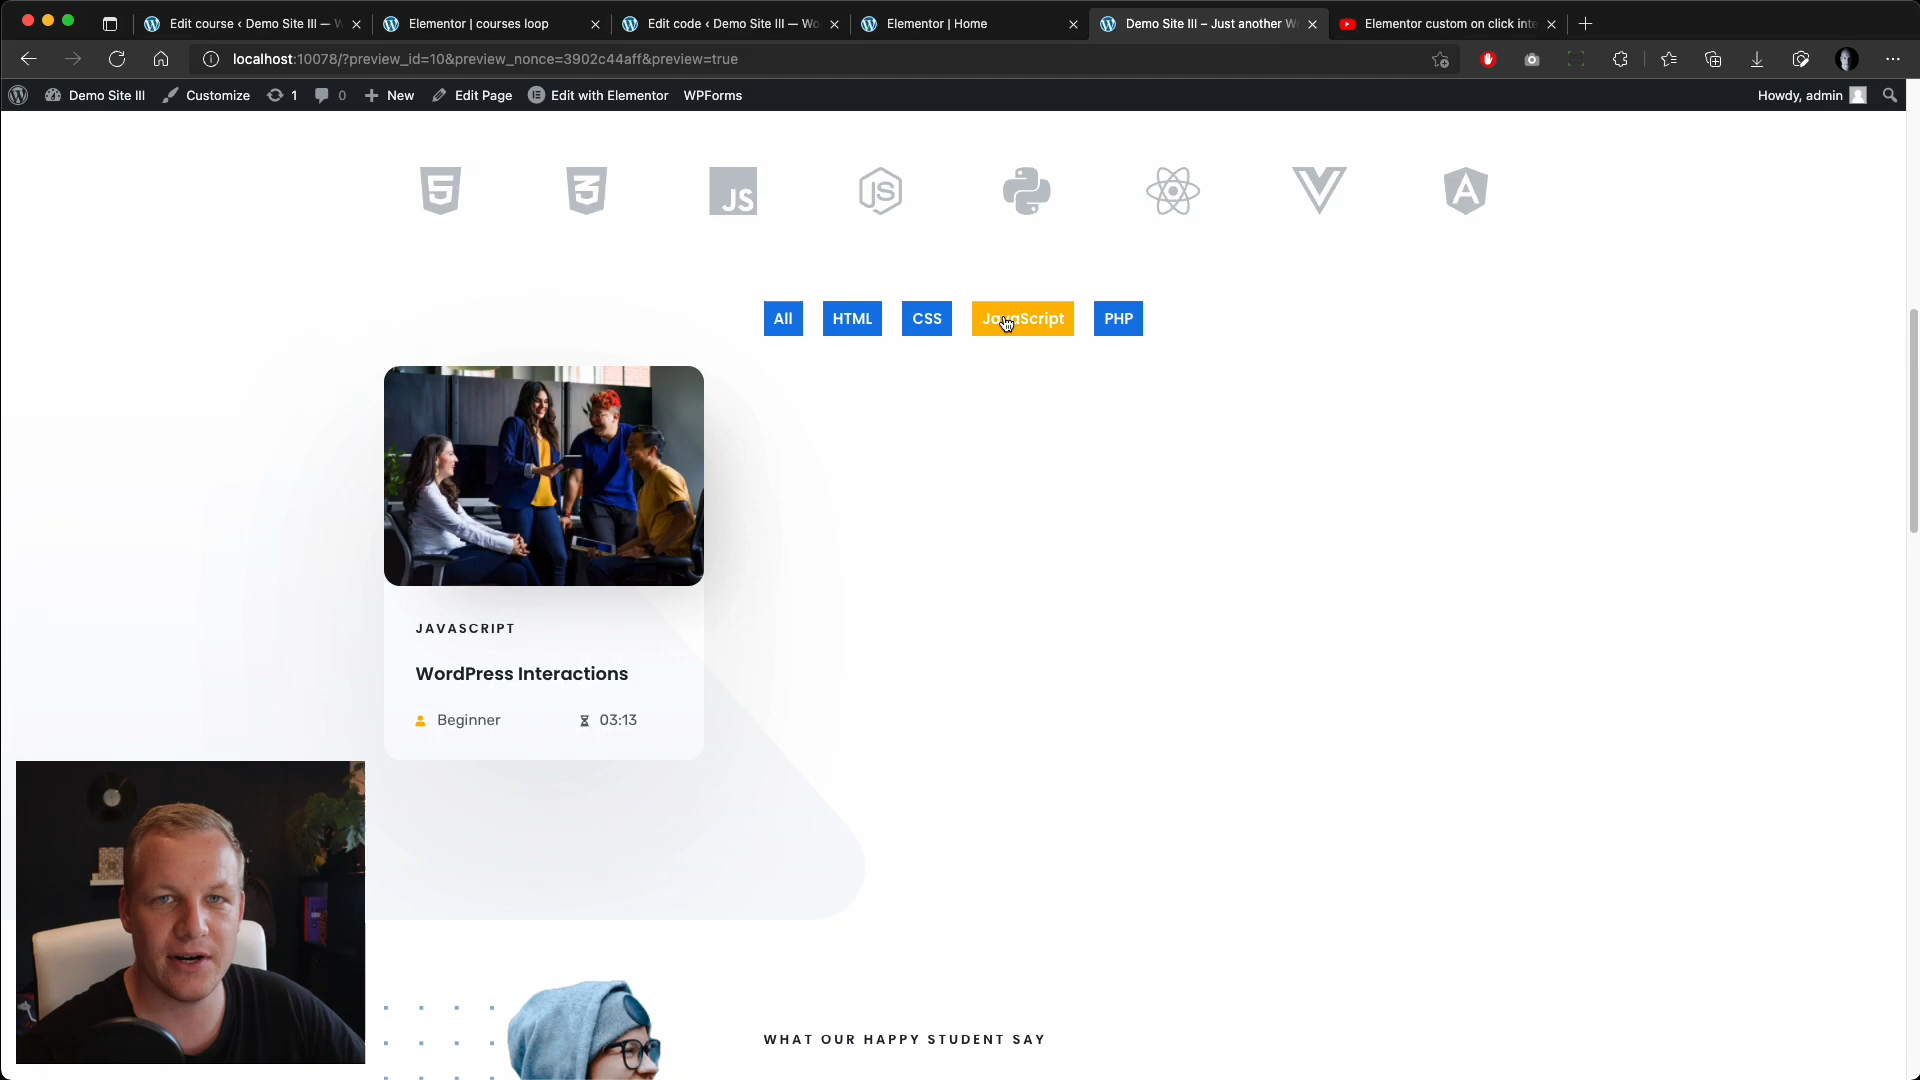 Edit course ‹ Demo Site III — W
Elementor | courses loop
Edit code ‹ Demo Site III — Wo
Elementor | Home
Demo Site III – Just another W
Elementor custom on click inte
localhost:10078/?preview_id=10&preview_nonce=3902c44aff&preview=true
Demo Site III
Customize
1
0
New
Edit Page
Edit with Elementor
WPForms
Howdy, admin
5
3
JS
JS
A
All
HTML
CSS
JavaScript
PHP
JAVASCRIPT
WordPress Interactions
Beginner
03:13
WHAT OUR HAPPY STUDENT SAY